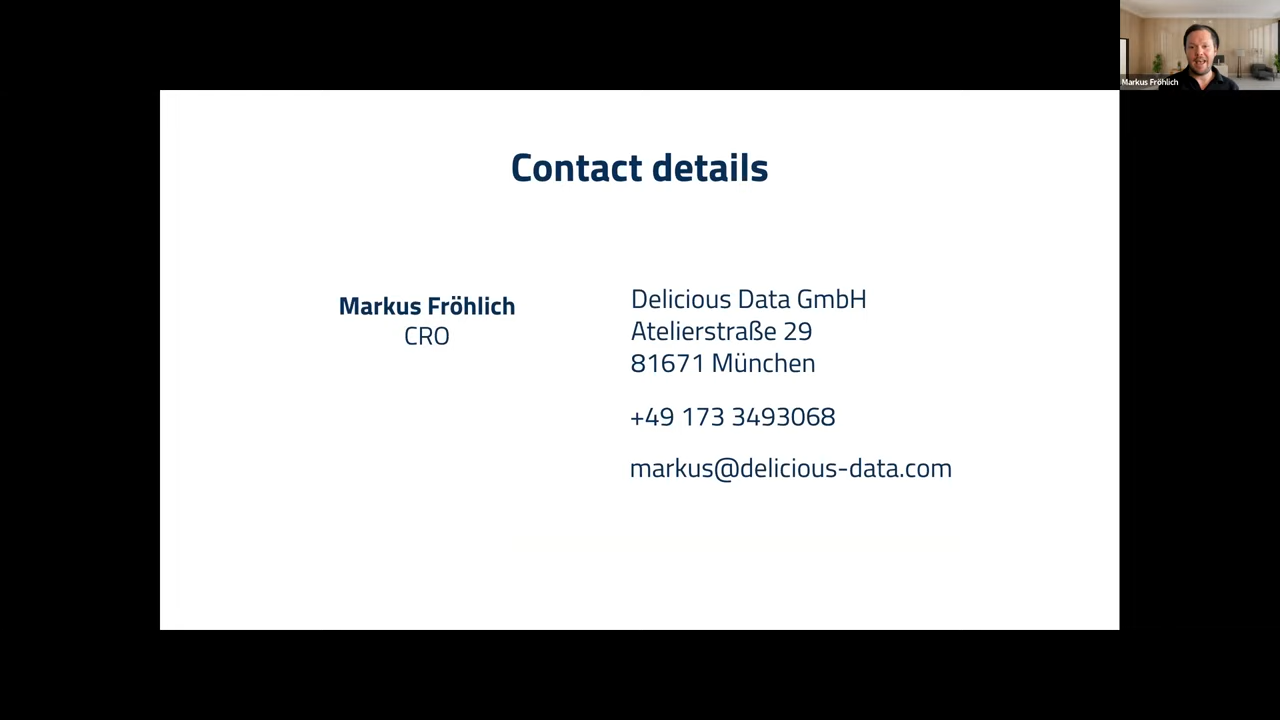 Markus Fröhlich
Contact details
Markus Fröhlich
CRO
Delicious Data GmbH
Atelierstraße 29
81671 München
+49 173 3493068
markus@delicious-data.com